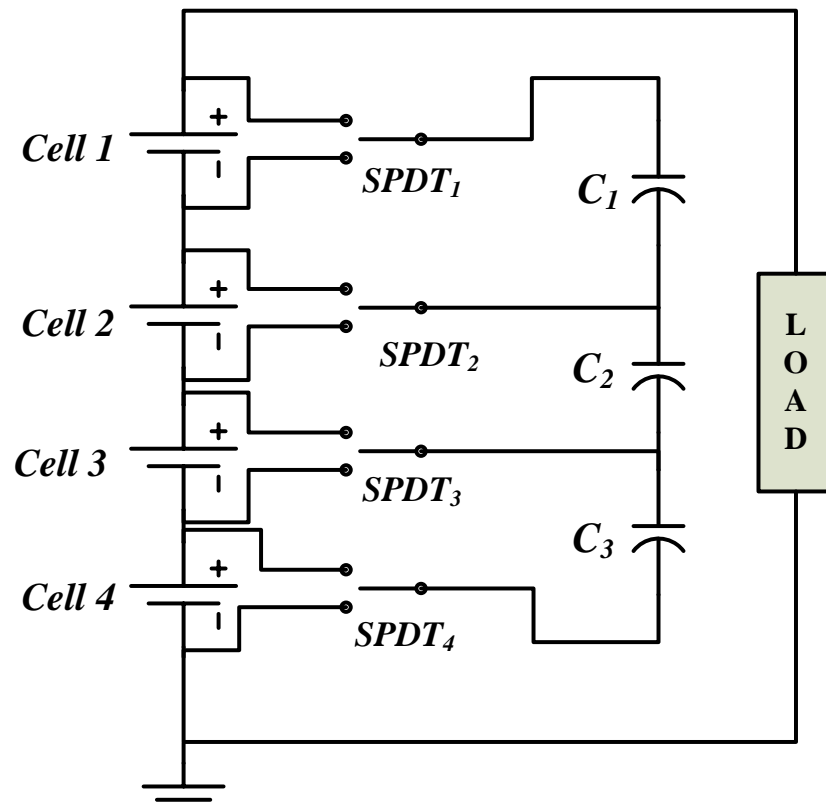 +
Cell 1
−
SPDT₁
C₁
+
Cell 2
−
SPDT₂
C₂
L
O
A
D
+
Cell 3
−
SPDT₃
C₃
+
Cell 4
−
SPDT₄